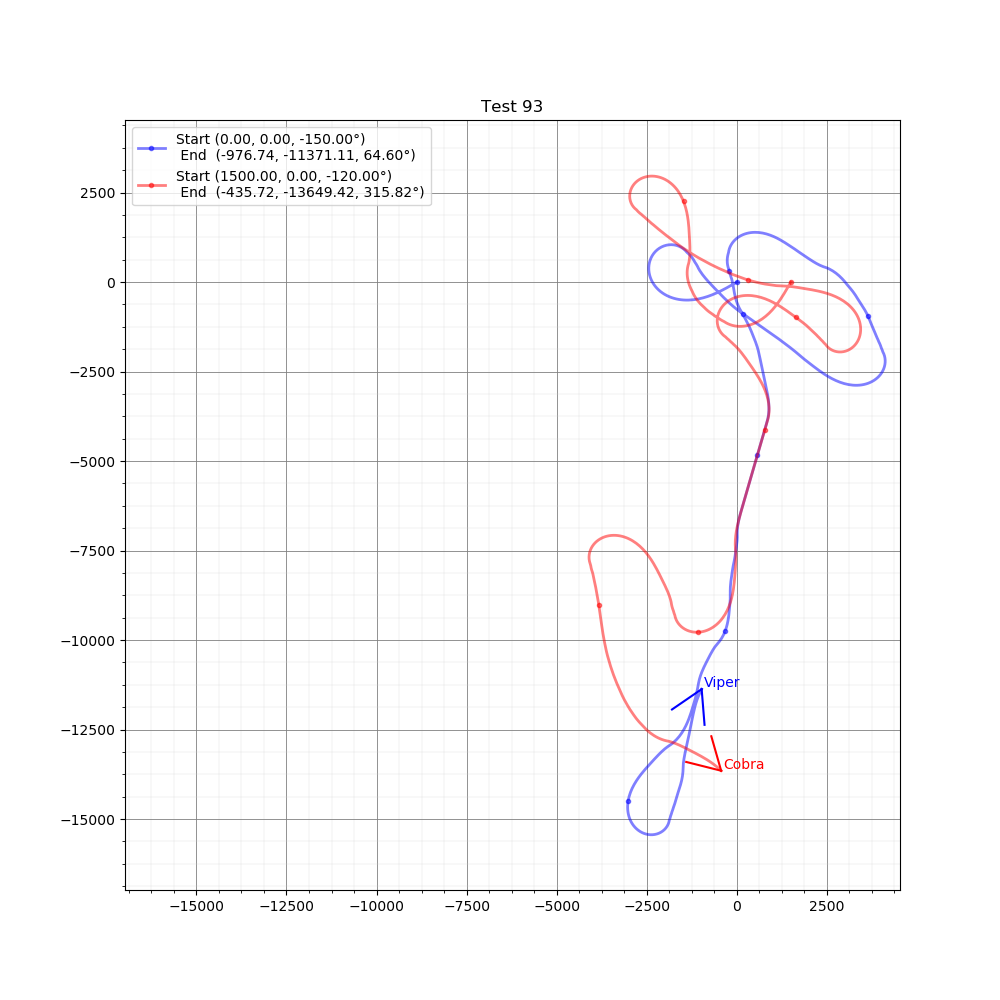 Test 93
Start (0.00, 0.00, -150.00°)
End (-976.74, -11371.11, 64.60°)
Start (1500.00, 0.00, -120.00°)
End (-435.72, -13649.42, 315.82°)
2500
0
−2500
−5000
−7500
−10000
−12500
−15000
Viper
Cobra
−15000 −12500 −10000 −7500 −5000 −2500 0 2500